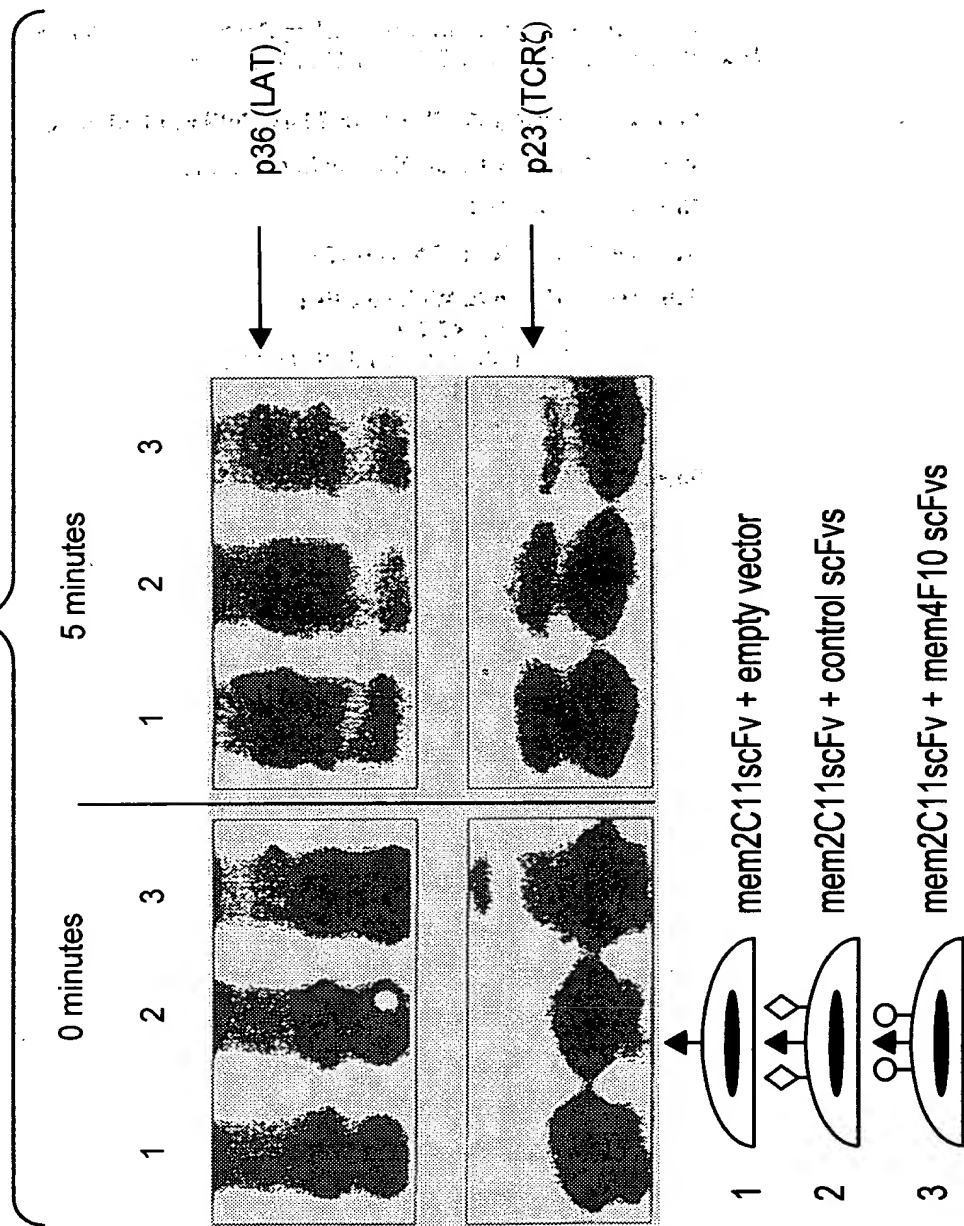 0 minutes
5 minutes
1 2 3
1 2 3
p36 (LAT)
p23 (TCRζ)
1 mem2C11scFv + empty vector
2 mem2C11scFv + control scFvs
3 mem2C11scFv + mem4F10 scFvs